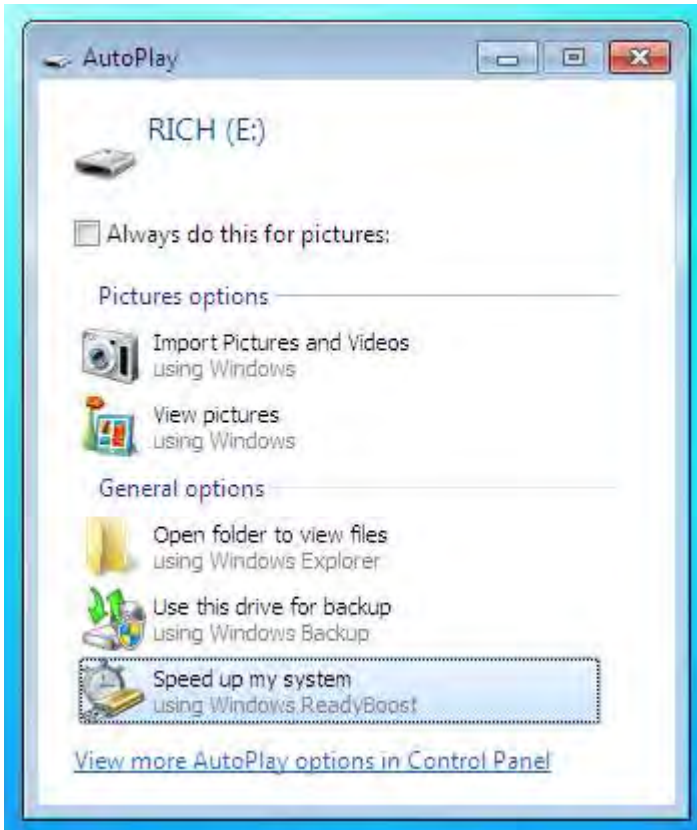 AutoPlay
RICH (E:)
Always do this for pictures:
Pictures options
Import Pictures and Videos
using Windows
View pictures
using Windows
General options
Open folder to view files
using Windows Explorer
Use this drive for backup
using Windows Backup
Speed up my system
using Windows ReadyBoost
View more AutoPlay options in Control Panel